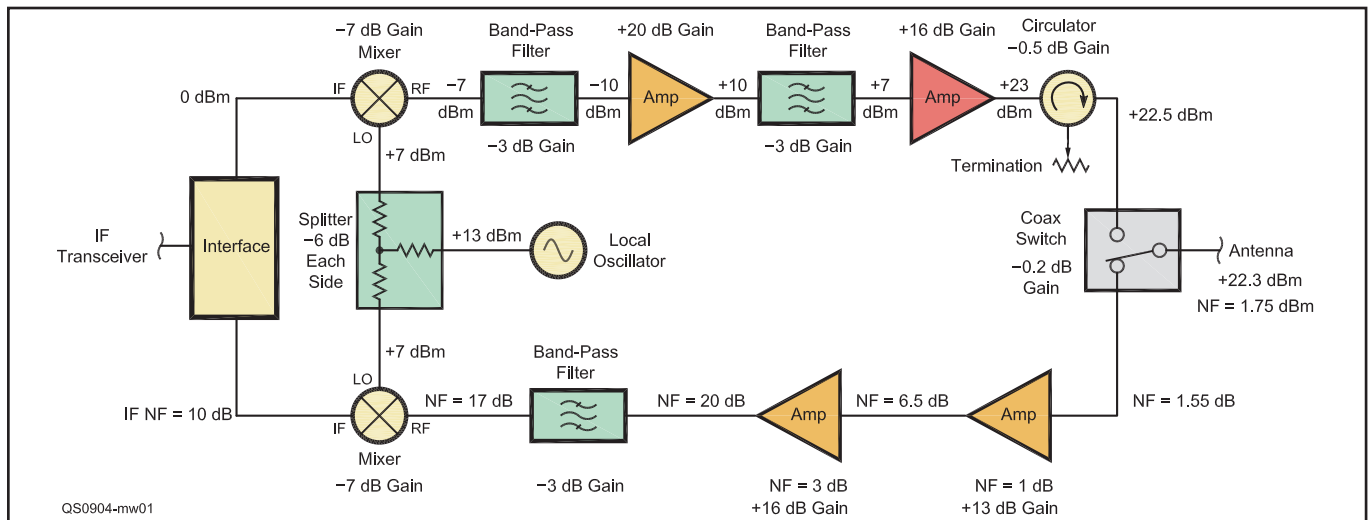 −7 dB Gain
Mixer
Band-Pass
Filter
+20 dB Gain
Band-Pass
Filter
+16 dB Gain
Circulator
−0.5 dB Gain
0 dBm
IF
RF
LO
−7
dBm
−10
dBm
Amp
+10
dBm
+7
dBm
Amp
+23
dBm
+22.5 dBm
−3 dB Gain
−3 dB Gain
Termination
+7 dBm
IF
Transceiver
Interface
Splitter
−6 dB
Each
Side
+13 dBm
Local
Oscillator
Coax
Switch
−0.2 dB
Gain
Antenna
+22.3 dBm
NF = 1.75 dBm
+7 dBm
Band-Pass
Filter
LO
IF NF = 10 dB
IF
RF
NF = 17 dB
NF = 20 dB
Amp
NF = 6.5 dB
Amp
NF = 1.55 dB
Mixer
−7 dB Gain
−3 dB Gain
NF = 3 dB
+16 dB Gain
NF = 1 dB
+13 dB Gain
QS0904-mw01